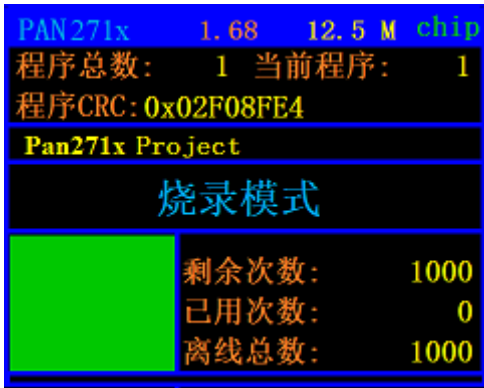 PAN271x 1.68 12.5 M chip
程序总数: 1 当前程序: 1
程序CRC:0x02F08FE4
Pan271x Project
烧录模式
剩余次数: 1000
已用次数: 0
离线总数: 1000